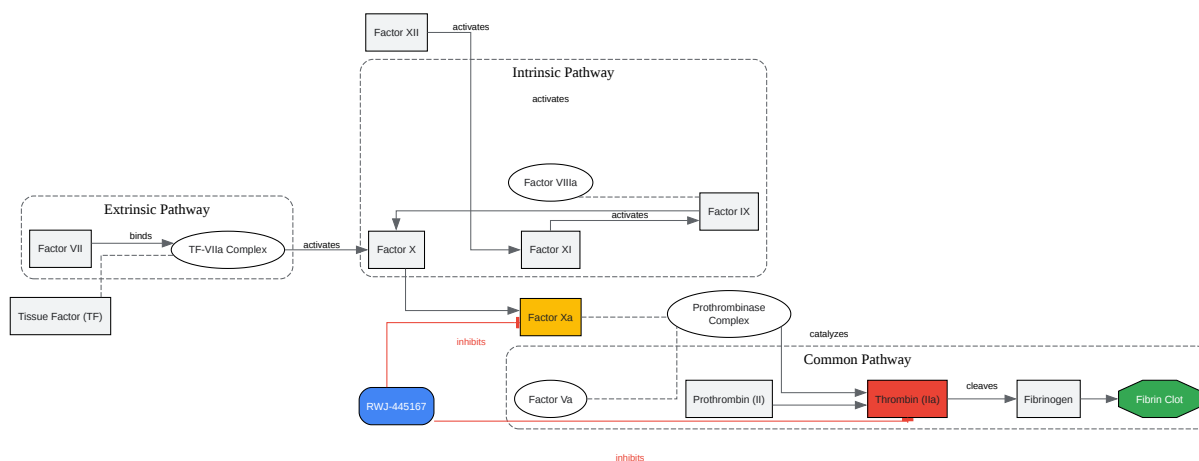 Factor XII
activates
Intrinsic Pathway
activates
Factor VIIIa
Extrinsic Pathway
Factor IX
activates
Factor VII
binds
TF-VIIa Complex
activates
Factor X
Factor XI
Tissue Factor (TF)
Factor Xa
Prothrombinase
Complex
inhibits
catalyzes
Common Pathway
RWJ-445167
Factor Va
Prothrombin (II)
Thrombin (IIa)
cleaves
Fibrinogen
Fibrin Clot
inhibits